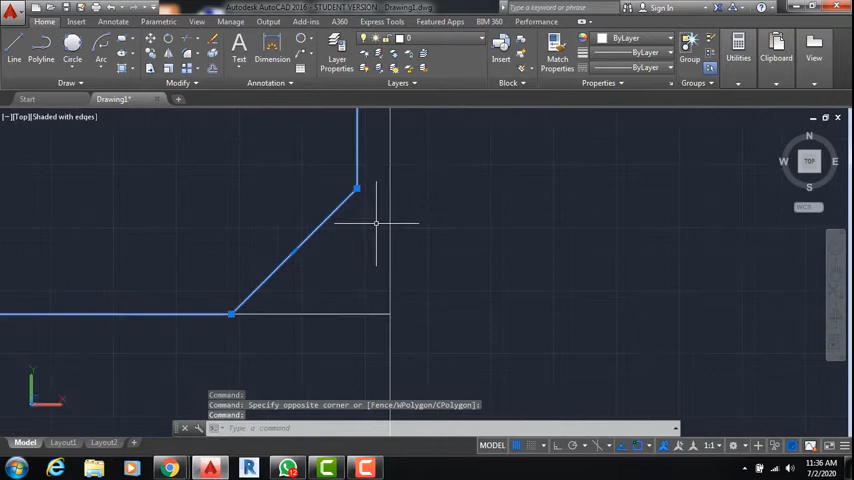 Autodesk AutoCAD 2016 - STUDENT VERSION Drawing1.dwg
Type a keyword or phrase
Sign In
Home Insert Annotate Parametric View Manage Output Add-ins A360 Express Tools Featured Apps BIM 360 Performance
0
ByLayer
ByLayer
ByLayer
Line Polyline Circle Arc Text Dimension Layer Properties Insert Match Properties Group Utilities Clipboard View
Draw Modify Annotation Layers Block Properties Groups
Start Drawing1*
[−][Top][Shaded with edges]
N
W TOP E
S
WCS
Y
X
Command:
Command: Specify opposite corner or [Fence/WPolygon/CPolygon]:
Command:
Type a command
Model Layout1 Layout2 +
MODEL 1:1
12
11:36 AM
7/2/2020